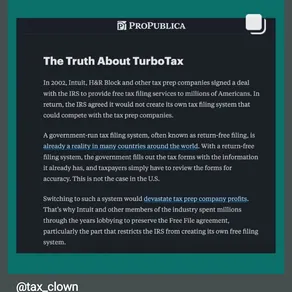 PROPUBLICA
The Truth About TurboTax
In 2002, Intuit, H&R Block and other tax prep companies signed a deal
with the IRS to provide free tax filing services to millions of Americans. In
return, the IRS agreed it would not create its own tax filing system that
could compete with the tax prep companies.
A government-run tax filing system, often known as return-free filing, is
already a reality in many countries around the world. With a return-free
filing system, the government fills out the tax forms with the information
it already has, and taxpayers simply have to review the forms for
accuracy. This is not the case in the U.S.
Switching to such a system would devastate tax prep company profits.
That's why Intuit and other members of the industry spent millions
through the years lobbying to preserve the Free File agreement,
particularly the part that restricts the IRS from creating its own free filing
system.
@tax_clown